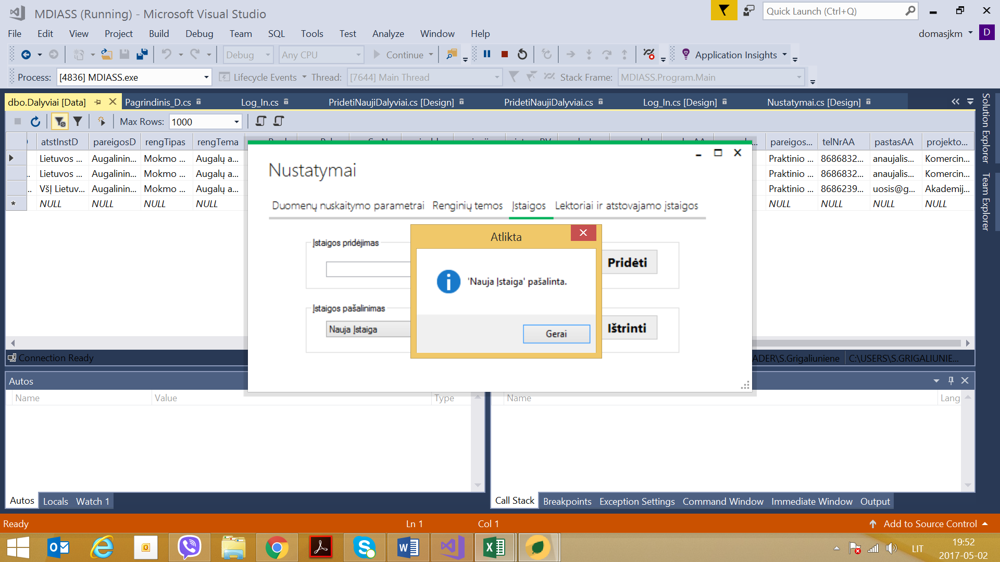 MDIASS (Running) - Microsoft Visual Studio
Quick Launch (Ctrl+Q)
File Edit View Project Build Debug Team SQL Tools Test Analyze Window Help
domasjkm D
Debug Any CPU Continue Application Insights
Process: [4836] MDIASS.exe Lifecycle Events Thread: [7644] Main Thread Stack Frame: MDIASS.Program.Main
dbo.Dalyviai [Data] Pagrindinis_D.cs Log_In.cs PridetiNaujiDalyviai.cs [Design] PridetiNaujiDalyviai.cs Log_In.cs [Design] Nustatymai.cs [Design]
Max Rows: 1000
atstInstD pareigosD rengTipas rengTema pareigos... telNrAA pastasAA projekto...
Lietuvos ... Augalinin... Mokmo ... Augalų a... Praktinio ... 8686832... anaujalis... Komercin...
Lietuvos ... Augalinin... Mokmo ... Augalų a... Praktinio ... 8686832... anaujalis... Komercin...
VšĮ Lietuv... Augalinin... Mokmo ... Augalų a... Praktinio ... 8686239... uosis@g... Akademij...
NULL NULL NULL NULL NULL NULL NULL NULL
Nustatymai
Duomenų nuskaitymo parametrai Renginių temos Įstaigos Lektoriai ir atstovajamo įstaigos
Įstaigos pridėjimas
Pridėti
Įstaigos pašalinimas
Nauja Įstaiga
Ištrinti
Atlikta
'Nauja Įstaiga' pašalinta.
Gerai
Connection Ready
ADER\S.Grigaliuniene C:\USERS\S.GRIGALIUNIE...
Autos
Name Value Type
Name Lang
Autos Locals Watch 1
Call Stack Breakpoints Exception Settings Command Window Immediate Window Output
Solution Explorer
Team Explorer
Ready Ln 1 Col 1 Add to Source Control
LIT
19:52
2017-05-02